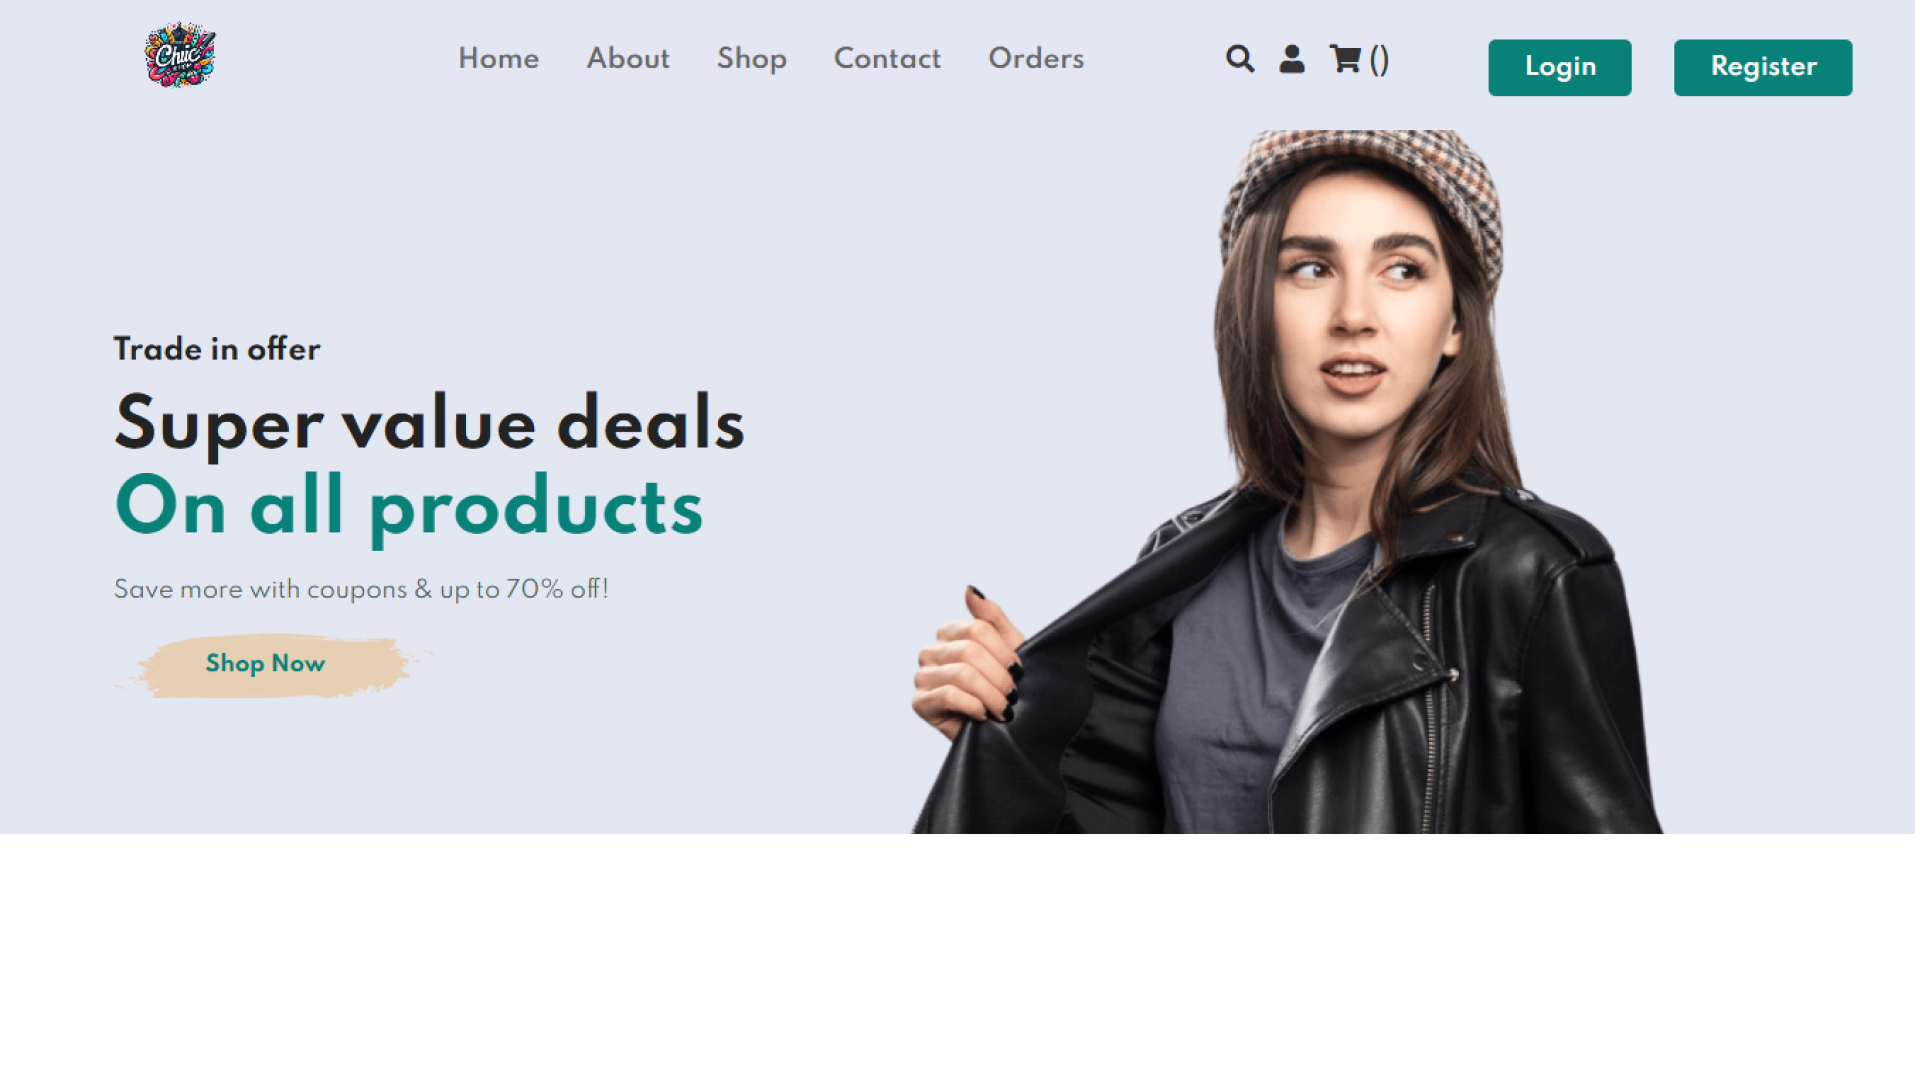 Chic
Home About Shop Contact Orders () Login Register
Trade in offer
Super value deals
On all products
Save more with coupons & up to 70% off!
Shop Now